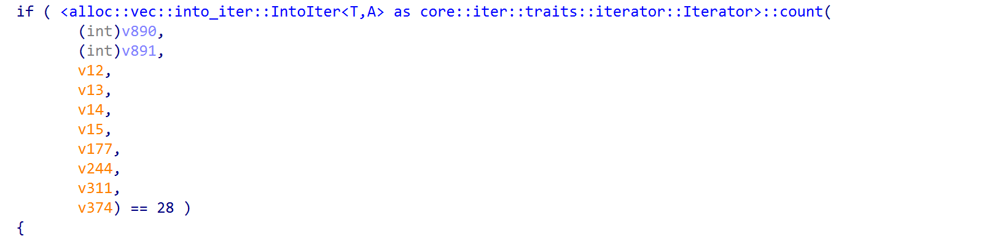 if ( <alloc::vec::into_iter::IntoIter<T,A> as core::iter::traits::iterator::Iterator>::count(
(int)v890,
(int)v891,
v12,
v13,
v14,
v15,
v177,
v244,
v311,
v374) == 28 )
{